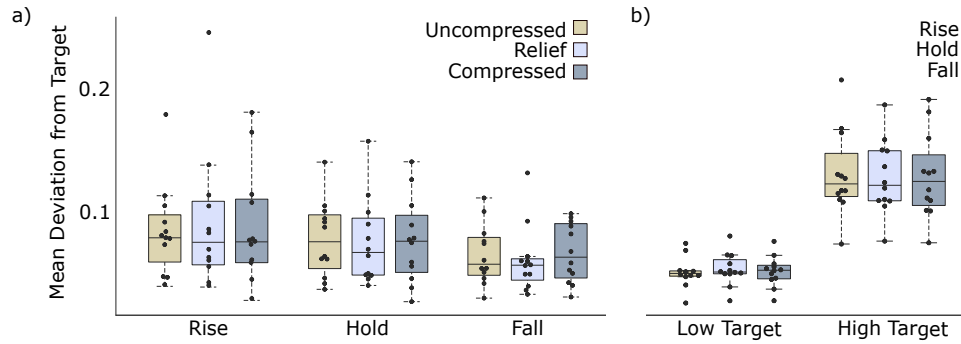 a)
Mean Deviation from Target
0.2
0.1
Uncompressed
Relief
Compressed
Rise
Hold
Fall
b)
Rise
Hold
Fall
Low Target
High Target